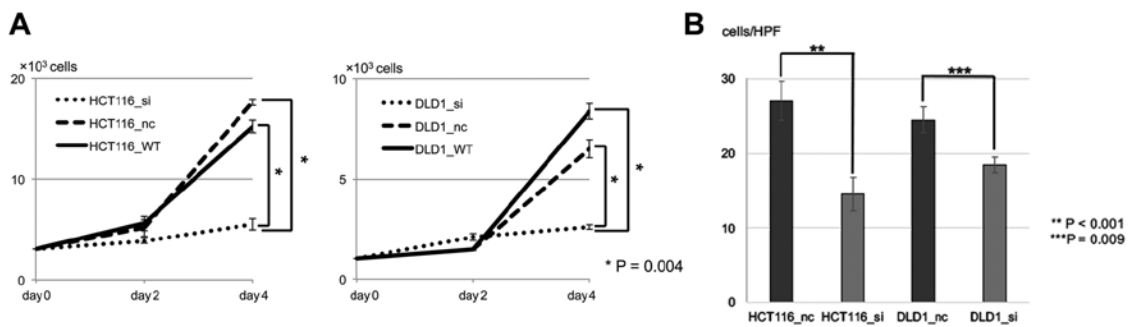 A
×10³ cells
20
10
0
HCT116_si
HCT116_nc
HCT116_WT
*
*
day0
day2
day4
×10³ cells
10
5
0
DLD1_si
DLD1_nc
DLD1_WT
*
*
day0
day2
day4
* P = 0.004
B
cells/HPF
**
***
30
20
10
0
HCT116_nc
HCT116_si
DLD1_nc
DLD1_si
** P < 0.001
***P = 0.009